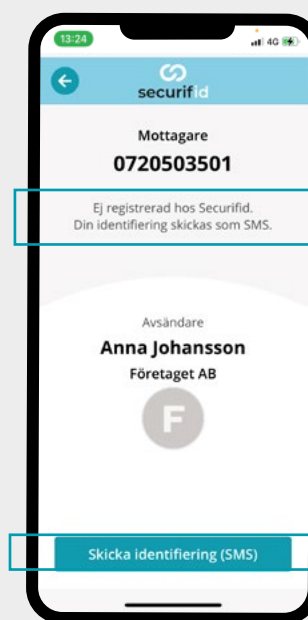 13:24
4G
securifid
Mottagare
0720503501
Ej registrerad hos Securifid.
Din identifiering skickas som SMS.
Avsändare
Anna Johansson
Företaget AB
F
Skicka identifiering (SMS)